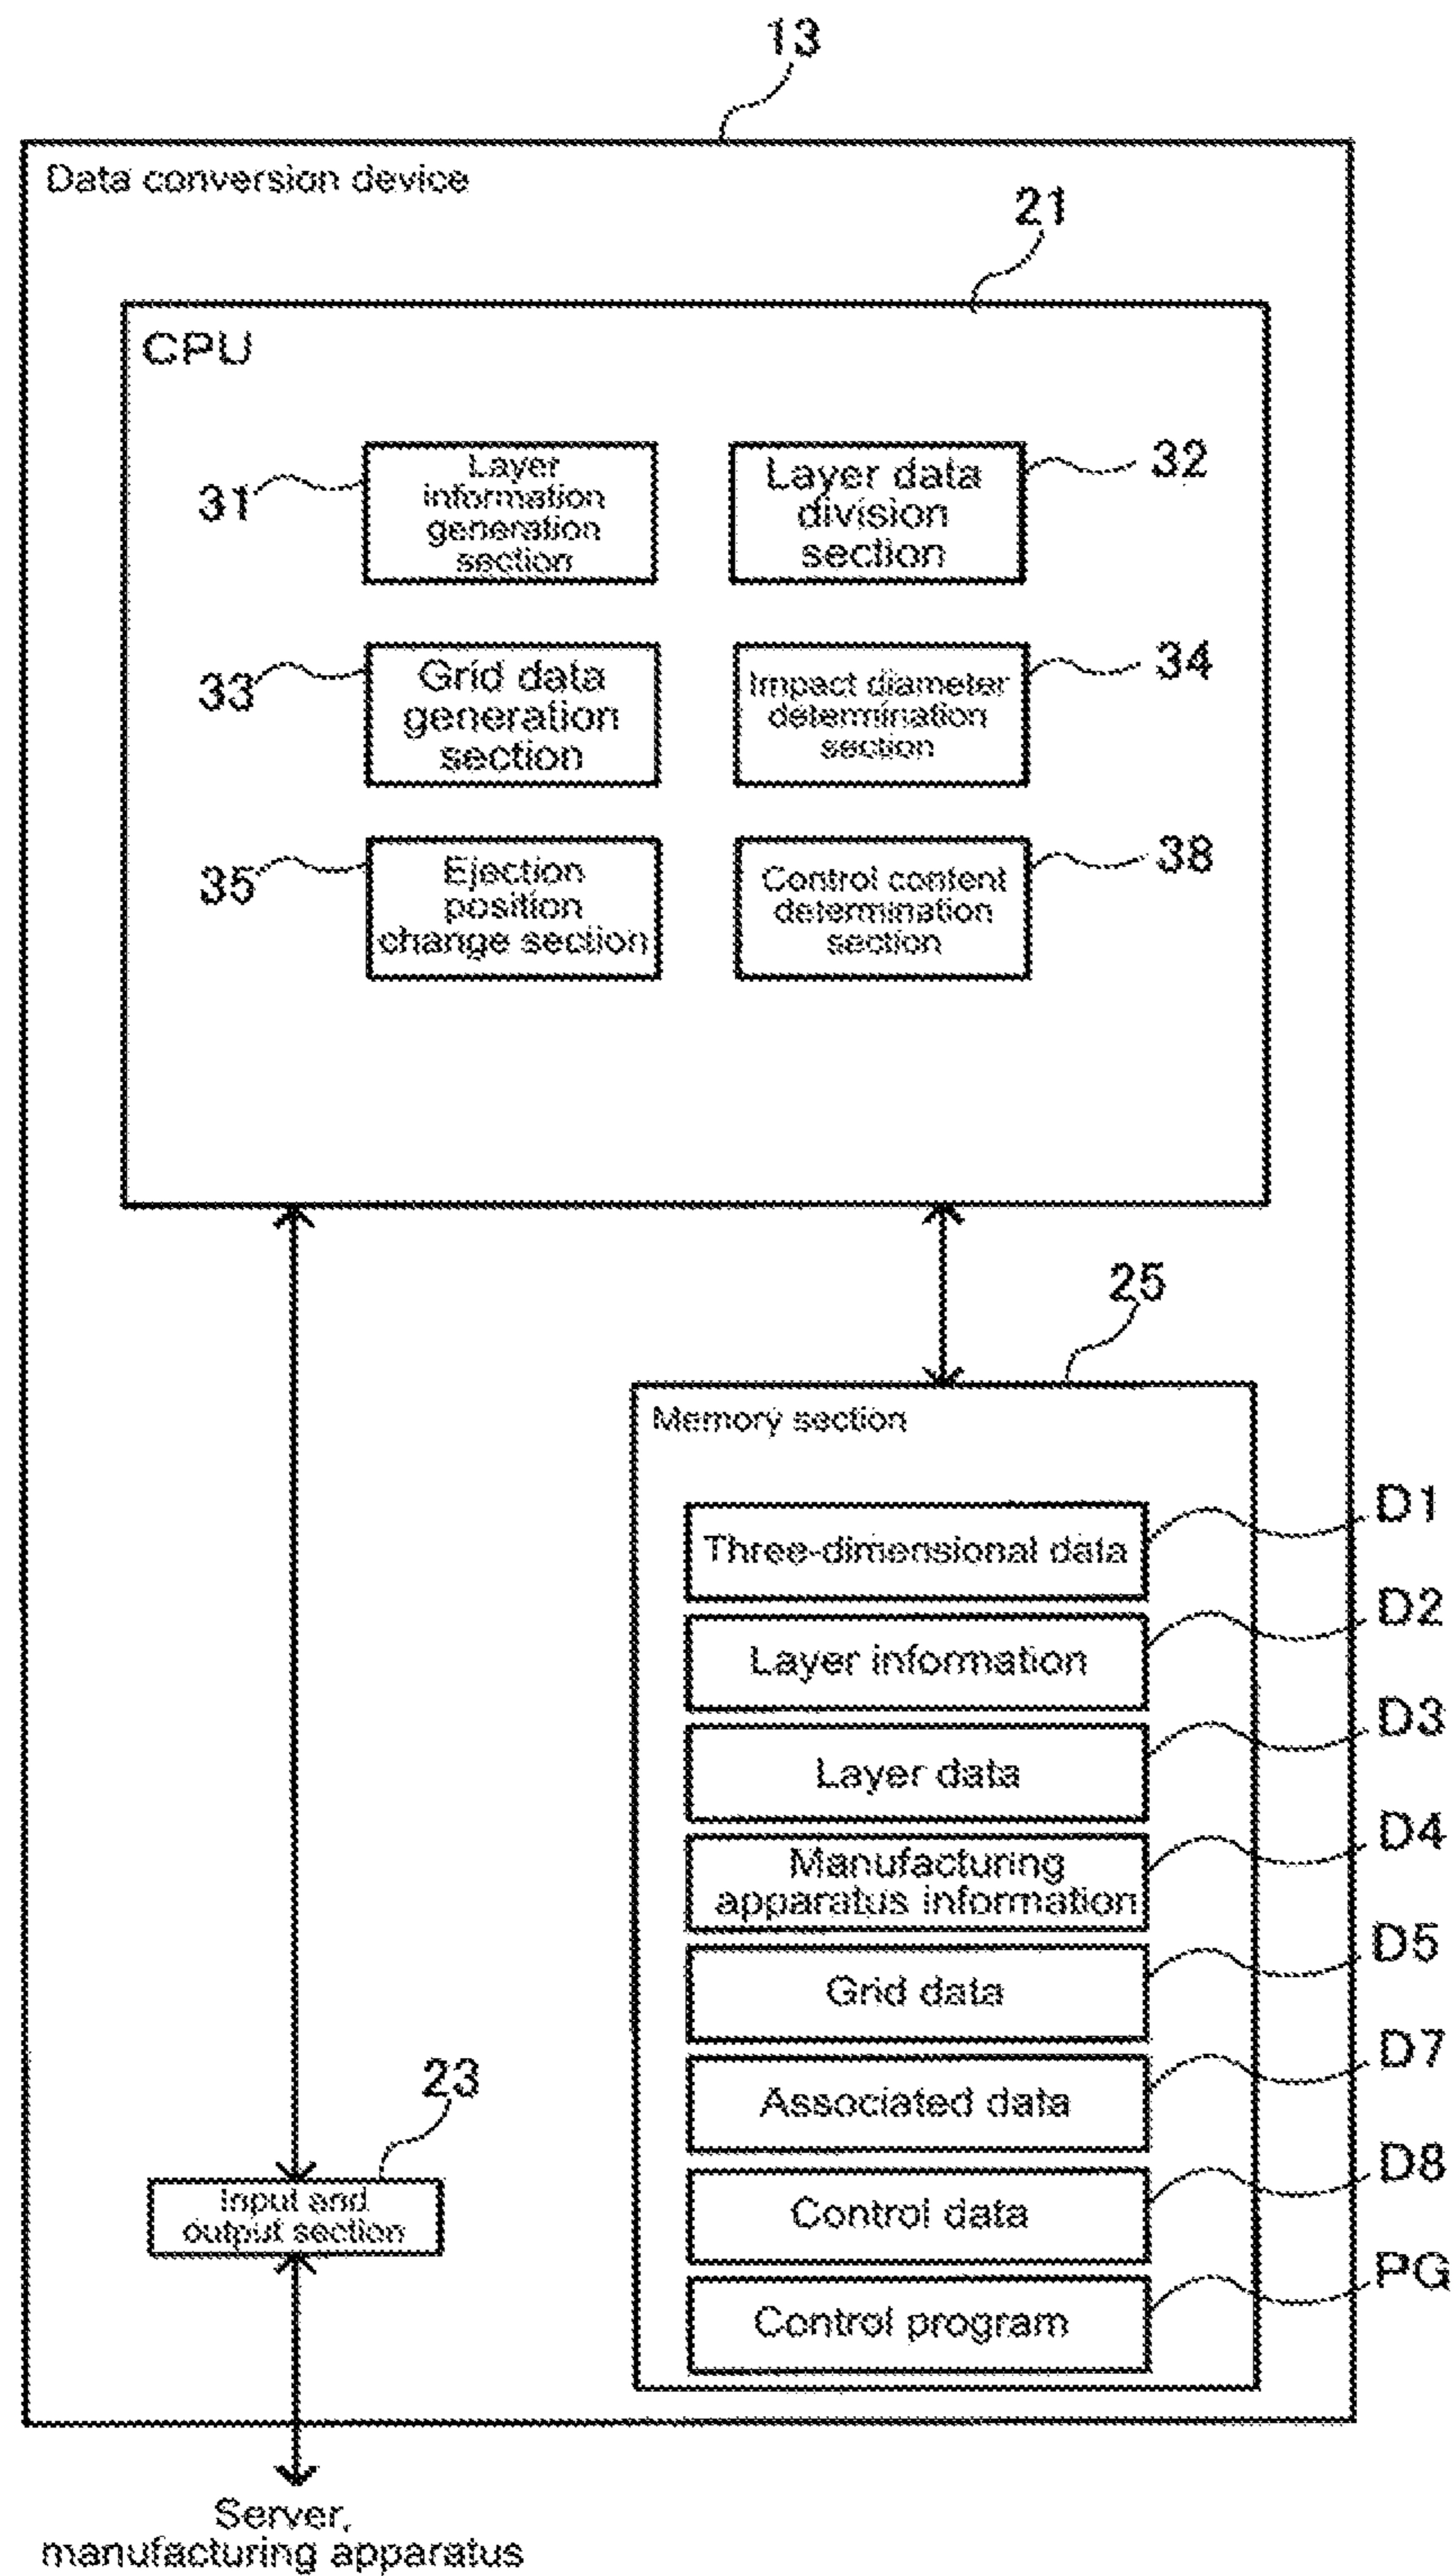 13
Data conversion device
21
CPU
31
Layer
information
generation
section
Layer data
division
section
32
33
Grid data
generation
section
Impact diameter
determination
section
34
35
Ejection
position
change section
Control content
determination
section
38
25
Memory section
Three-dimensional data
D1
Layer information
D2
Layer data
D3
Manufacturing
apparatus information
D4
Grid data
D5
Associated data
D7
Control data
D8
Control program
PG
23
Input and
output section
Server,
manufacturing apparatus